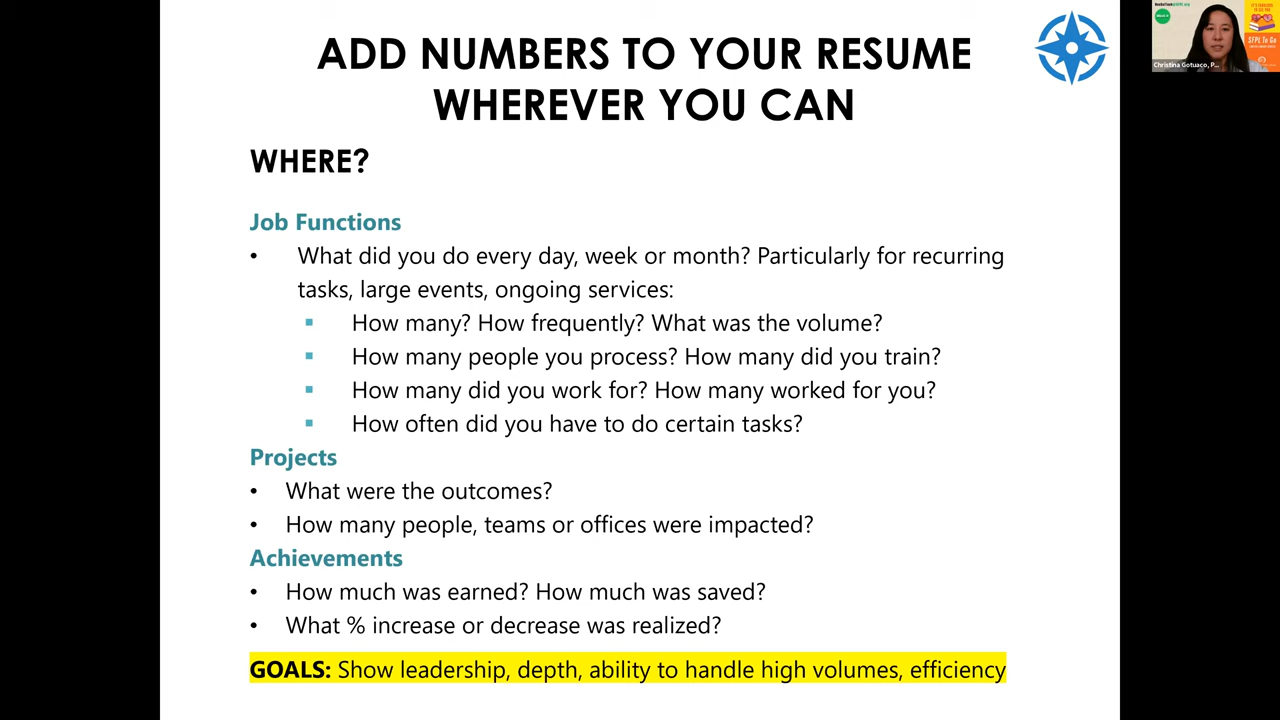 ADD NUMBERS TO YOUR RESUME
WHEREVER YOU CAN
WHERE?
Job Functions
• What did you do every day, week or month? Particularly for recurring
tasks, large events, ongoing services:
▪ How many? How frequently? What was the volume?
▪ How many people you process? How many did you train?
▪ How many did you work for? How many worked for you?
▪ How often did you have to do certain tasks?
Projects
• What were the outcomes?
• How many people, teams or offices were impacted?
Achievements
• How much was earned? How much was saved?
• What % increase or decrease was realized?
GOALS: Show leadership, depth, ability to handle high volumes, efficiency
SFPL To Go
Christina Gotuaco, P...